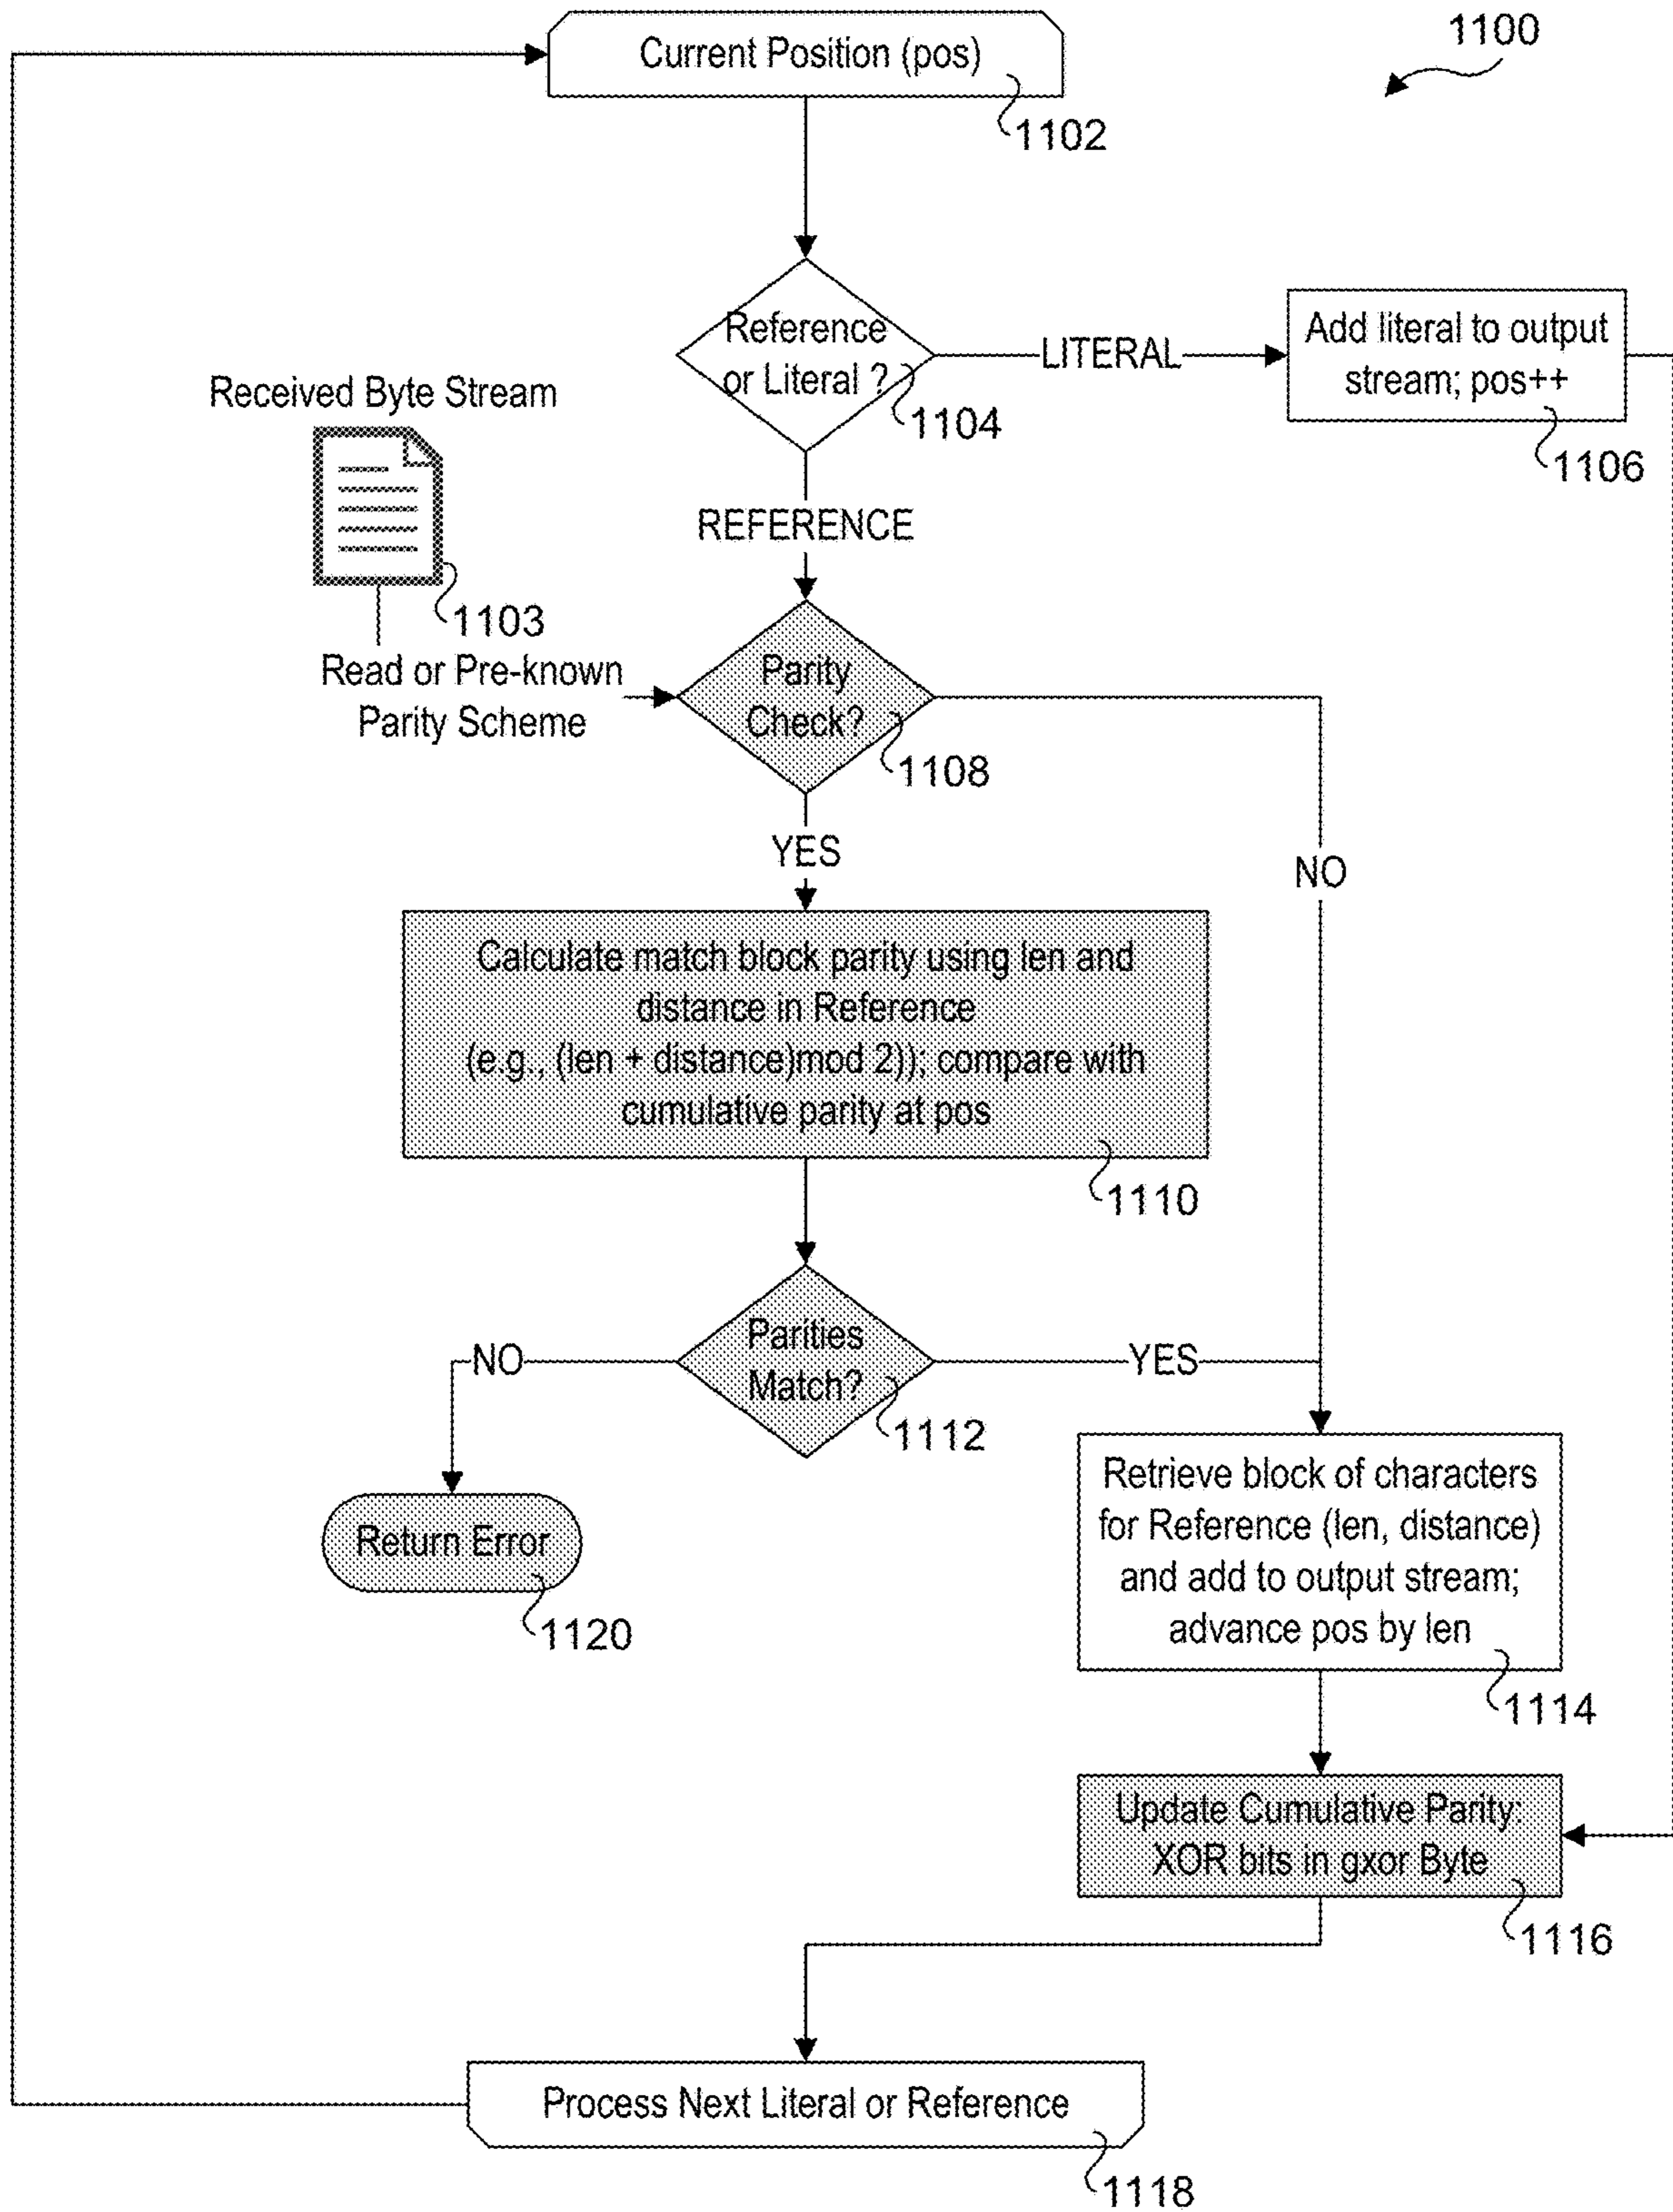 Current Position (pos)
1100
1102
Reference
or Literal ?
1104
LITERAL
Add literal to output
stream; pos++
1106
Received Byte Stream
1103
REFERENCE
Read or Pre-known
Parity Scheme
Parity
Check?
1108
YES
NO
Calculate match block parity using len and
distance in Reference
(e.g., (len + distance)mod 2)); compare with
cumulative parity at pos
1110
Parities
Match?
1112
NO
YES
Return Error
1120
Retrieve block of characters
for Reference (len, distance)
and add to output stream;
advance pos by len
1114
Update Cumulative Parity:
XOR bits in gxor Byte
1116
Process Next Literal or Reference
1118